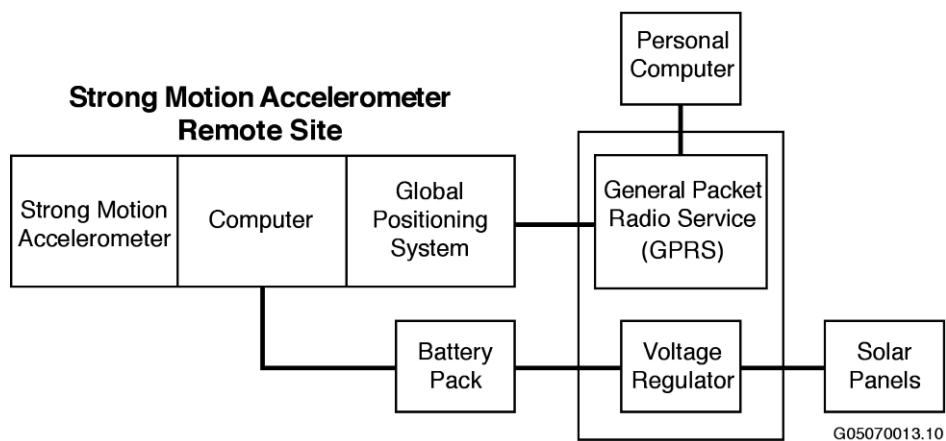 Personal
Computer
Strong Motion Accelerometer
Remote Site
Strong Motion
Accelerometer
Computer
Global
Positioning
System
General Packet
Radio Service
(GPRS)
Battery
Pack
Voltage
Regulator
Solar
Panels
G05070013.10